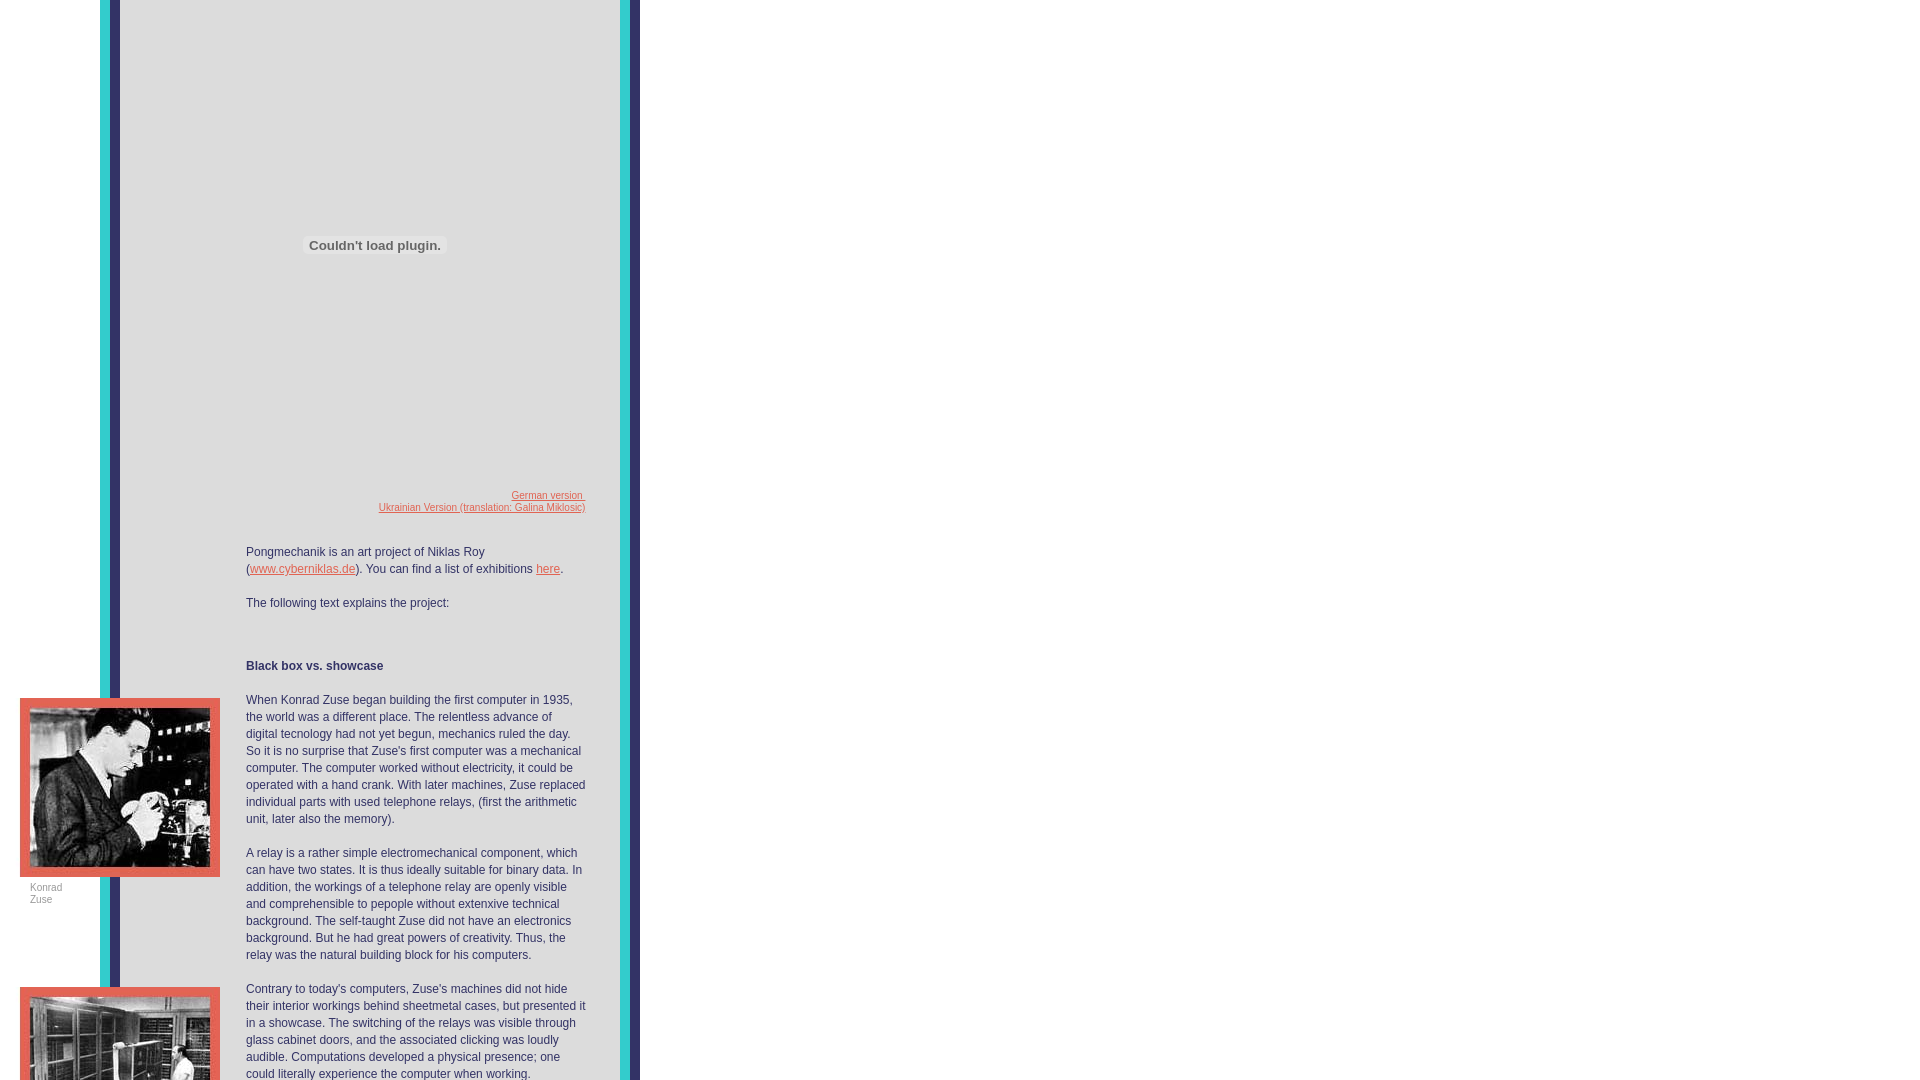 Couldn't load plugin.
German version
Ukrainian Version (translation: Galina Miklosic)
Pongmechanik is an art project of Niklas Roy
(www.cyberniklas.de). You can find a list of exhibitions here.
The following text explains the project:
Black box vs. showcase
When Konrad Zuse began building the first computer in 1935,
the world was a different place. The relentless advance of
digital tecnology had not yet begun, mechanics ruled the day.
So it is no surprise that Zuse's first computer was a mechanical
computer. The computer worked without electricity, it could be
operated with a hand crank. With later machines, Zuse replaced
individual parts with used telephone relays, (first the arithmetic
unit, later also the memory).
Konrad
Zuse
A relay is a rather simple electromechanical component, which
can have two states. It is thus ideally suitable for binary data. In
addition, the workings of a telephone relay are openly visible
and comprehensible to pepople without extenxive technical
background. The self-taught Zuse did not have an electronics
background. But he had great powers of creativity. Thus, the
relay was the natural building block for his computers.
Contrary to today's computers, Zuse's machines did not hide
their interior workings behind sheetmetal cases, but presented it
in a showcase. The switching of the relays was visible through
glass cabinet doors, and the associated clicking was loudly
audible. Computations developed a physical presence; one
could literally experience the computer when working.